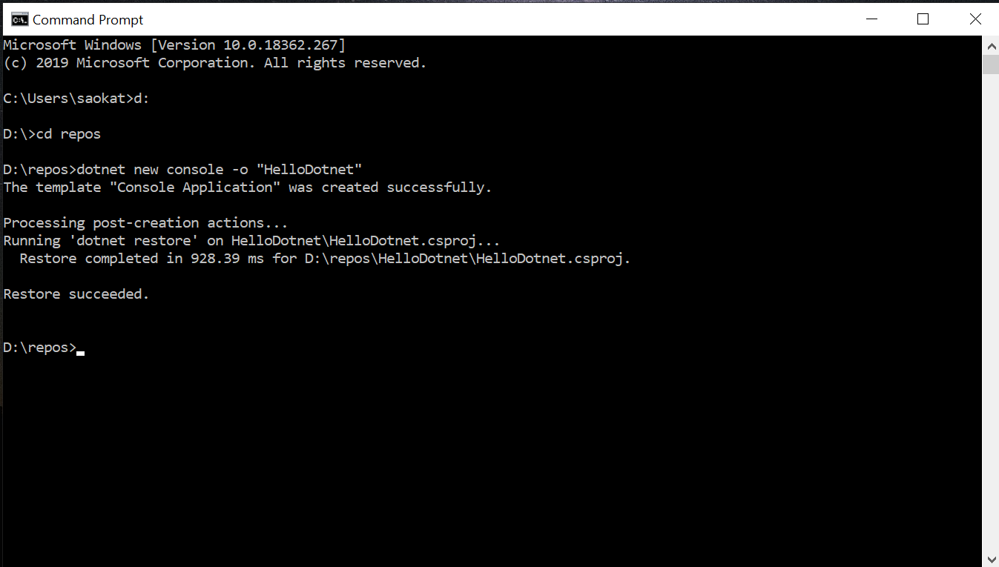 Command Prompt
Microsoft Windows [Version 10.0.18362.267]
(c) 2019 Microsoft Corporation. All rights reserved.
C:\Users\saokat>d:
D:\>cd repos
D:\repos>dotnet new console -o "HelloDotnet"
The template "Console Application" was created successfully.
Processing post-creation actions...
Running 'dotnet restore' on HelloDotnet\HelloDotnet.csproj...
  Restore completed in 928.39 ms for D:\repos\HelloDotnet\HelloDotnet.csproj.
Restore succeeded.
D:\repos>